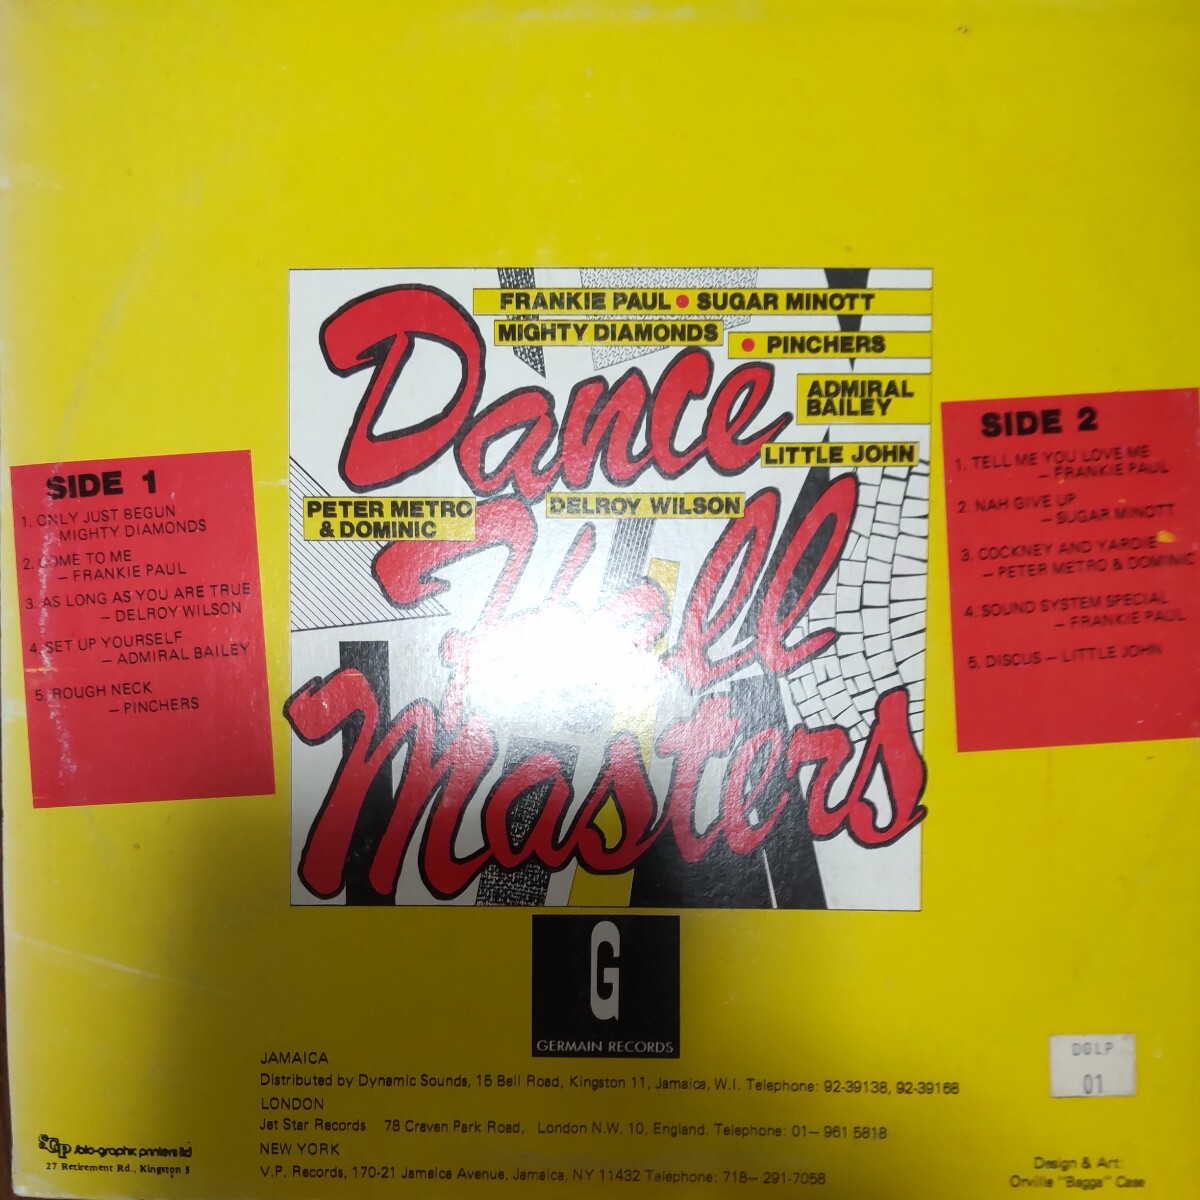 FRANKIE PAUL • SUGAR MINOTT
MIGHTY DIAMONDS
• PINCHERS
ADMIRAL
BAILEY
LITTLE JOHN
PETER METRO
& DOMINIC
DELROY WILSON
Dance
Hall
Masters
SIDE 1
1. ONLY JUST BEGUN
MIGHTY DIAMONDS
2. COME TO ME
— FRANKIE PAUL
3. AS LONG AS YOU ARE TRUE
— DELROY WILSON
4. SET UP YOURSELF
— ADMIRAL BAILEY
5. ROUGH NECK
— PINCHERS
SIDE 2
1. TELL ME YOU LOVE ME
— FRANKIE PAUL
2. NAH GIVE UP
— SUGAR MINOTT
3. COCKNEY AND YARDIE
— PETER METRO & DOMINIC
4. SOUND SYSTEM SPECIAL
— FRANKIE PAUL
5. DISCUS — LITTLE JOHN
G
GERMAIN RECORDS
JAMAICA
Distributed by Dynamic Sounds, 15 Bell Road, Kingston 11, Jamaica, W.I. Telephone: 92-39138, 92-39168
LONDON
Jet Star Records 78 Craven Park Road, London N.W. 10, England. Telephone: 01— 961 5818
NEW YORK
V.P. Records, 170-21 Jamaica Avenue, Jamaica, NY 11432 Telephone: 718— 291-7058
SGP solo-graphic printers ltd
27 Retirement Rd., Kingston 5
DGLP
01
Design & Art:
Orville "Bagga" Case